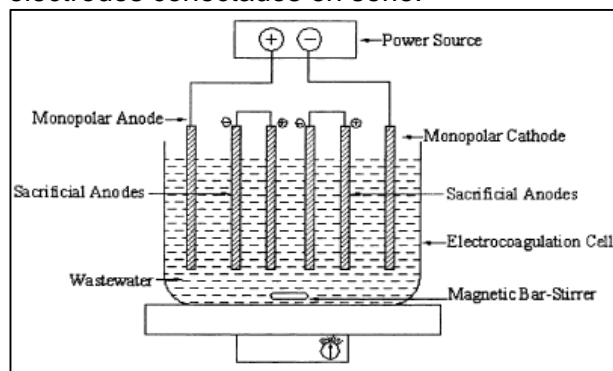 electrodos conectados en serie.
+
−
Power Source
Monopolar Anode
Monopolar Cathode
Sacrificial Anodes
Sacrificial Anodes
Electrocoagulation Cell
Wastewater
Magnetic Bar-Stirrer